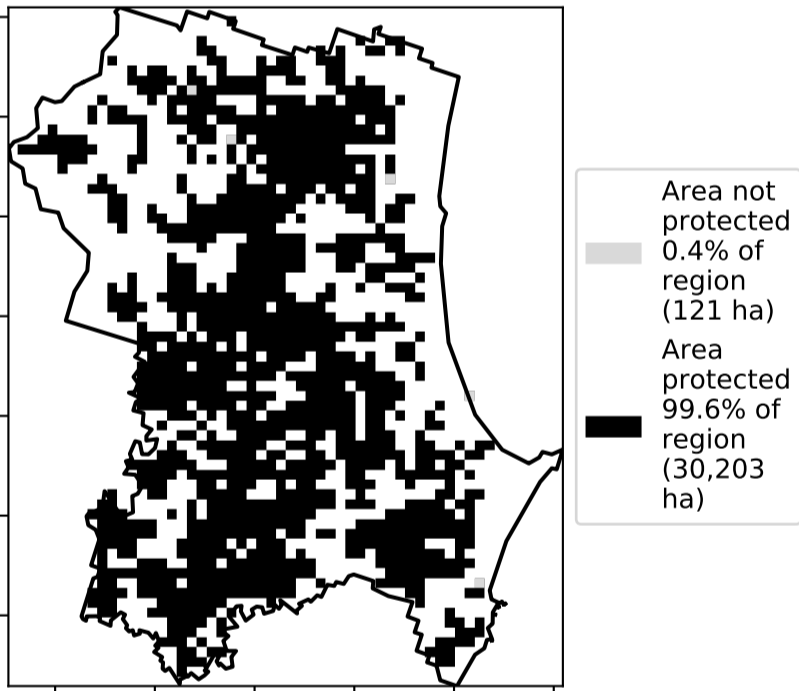 Area not
protected
0.4% of
region
(121 ha)
Area
protected
99.6% of
region
(30,203
ha)